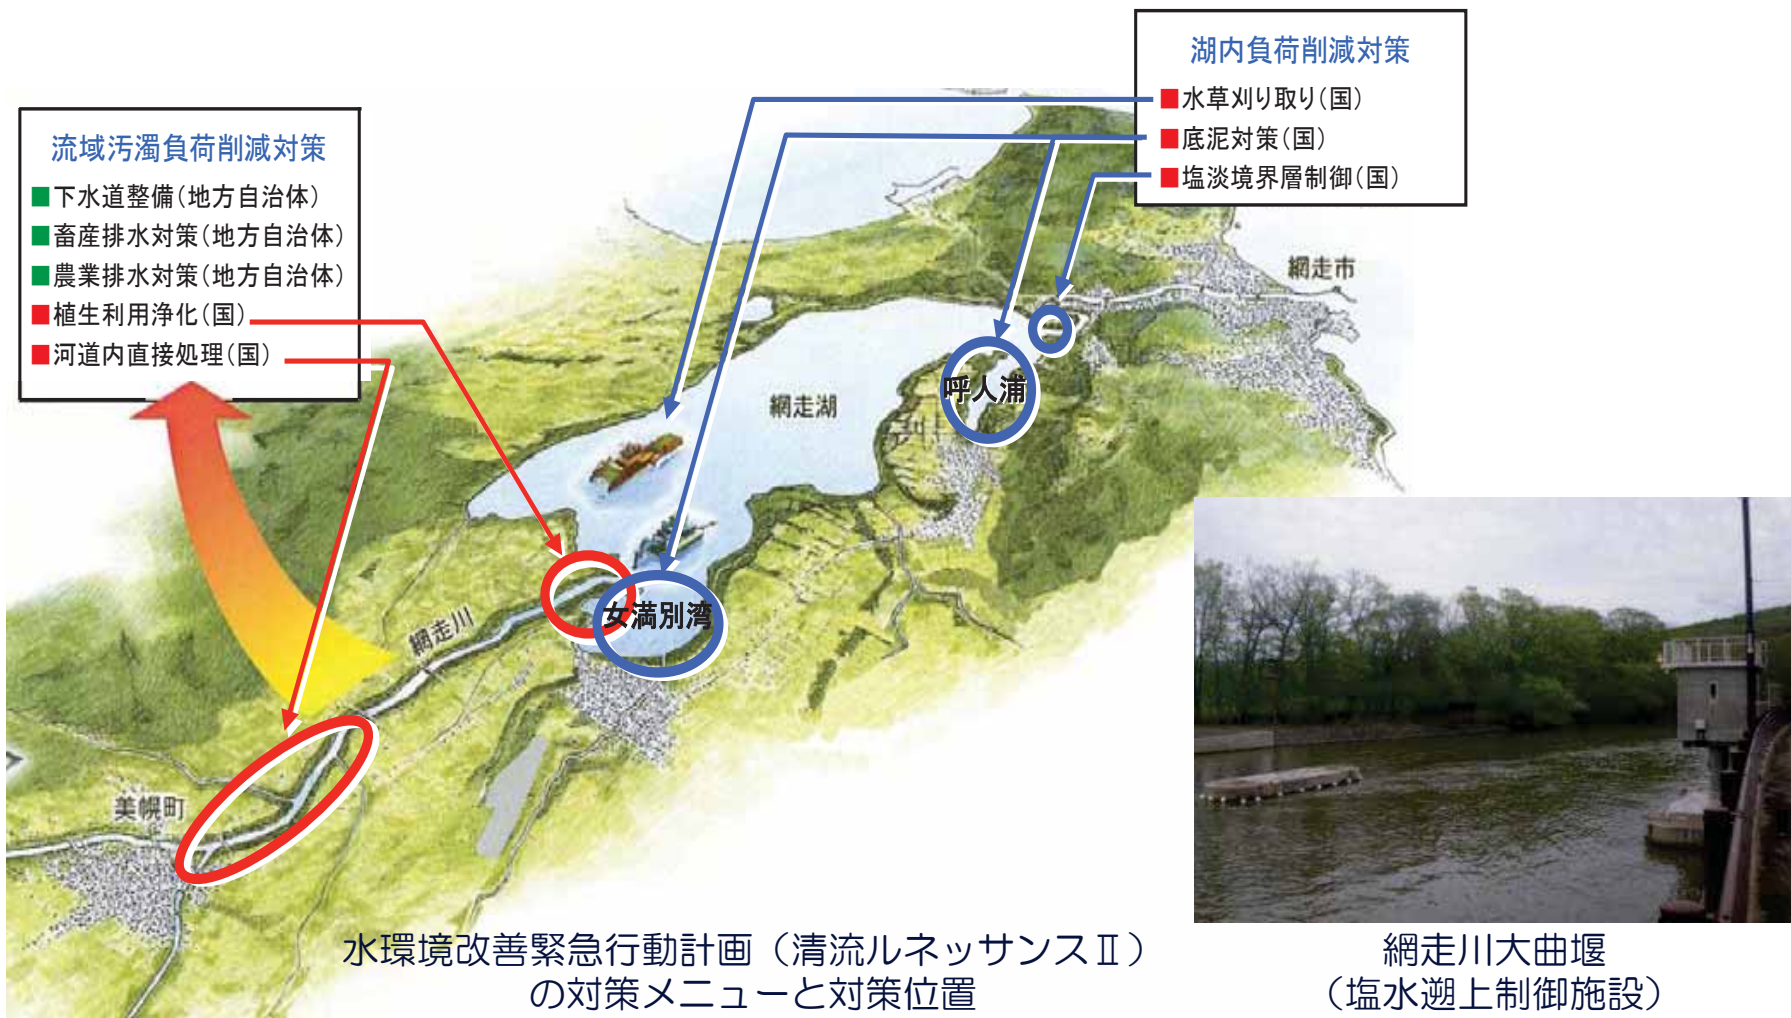 湖内負荷削減対策
■水草刈り取り(国)
■底泥対策(国)
■塩淡境界層制御(国)
流域汚濁負荷削減対策
■下水道整備(地方自治体)
■畜産排水対策(地方自治体)
■農業排水対策(地方自治体)
■植生利用浄化(国)
■河道内直接処理(国)
網走市
呼人浦
網走湖
女満別湾
網走川
美幌町
水環境改善緊急行動計画(清流ルネッサンスⅡ)
の対策メニューと対策位置
網走川大曲堰
(塩水遡上制御施設)